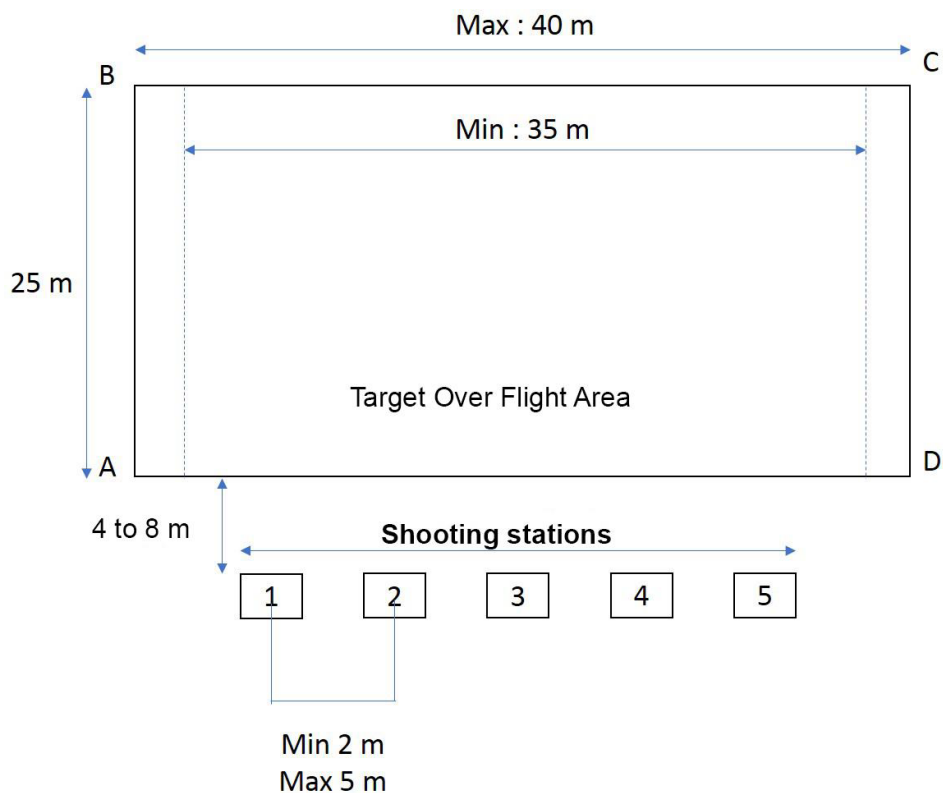 Max : 40 m
B
C
Min : 35 m
25 m
Target Over Flight Area
A
D
4 to 8 m
Shooting stations
1 2 3 4 5
Min 2 m
Max 5 m